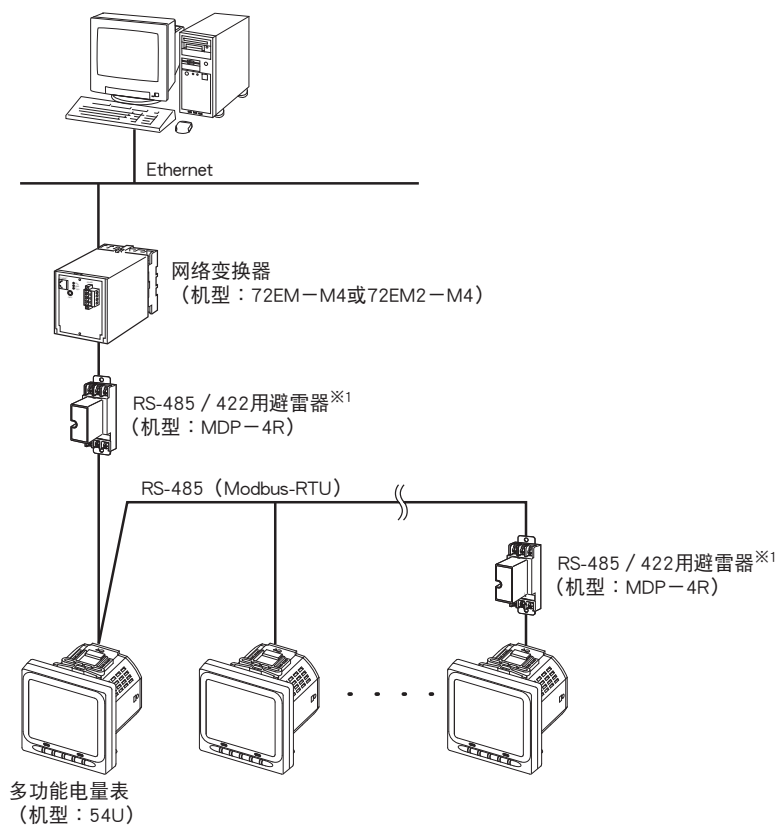 Ethernet
网络变换器
（机型：72EM－M4或72EM2－M4）
RS-485 / 422用避雷器※1
（机型：MDP－4R）
RS-485（Modbus-RTU）
RS-485 / 422用避雷器※1
（机型：MDP－4R）
多功能电量表
（机型：54U）